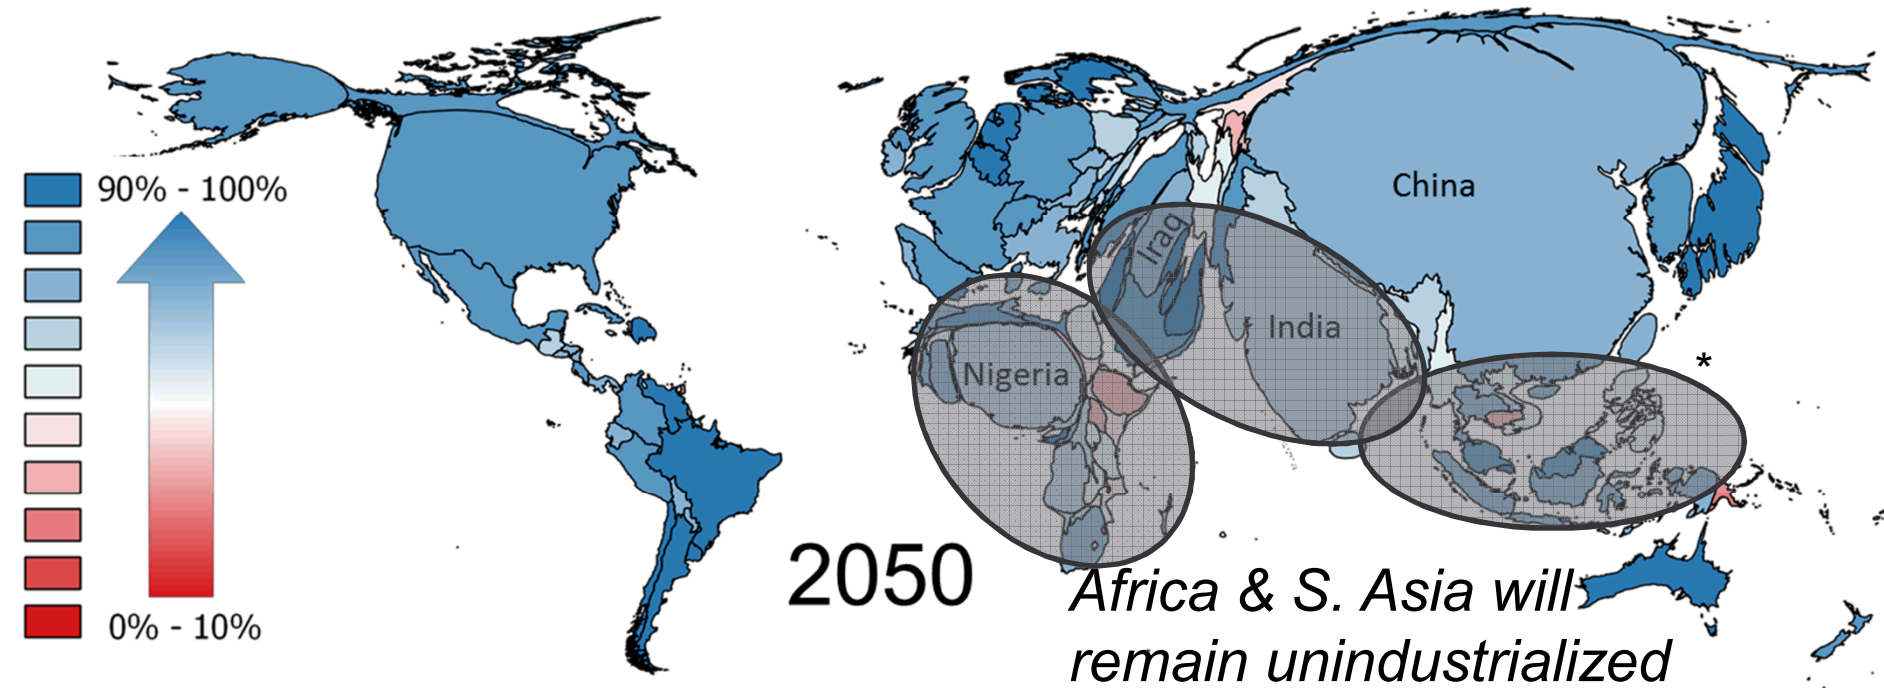 90% - 100%
China
Iraq
India
Nigeria
*
2050
0% - 10%
Africa & S. Asia will
remain unindustrialized